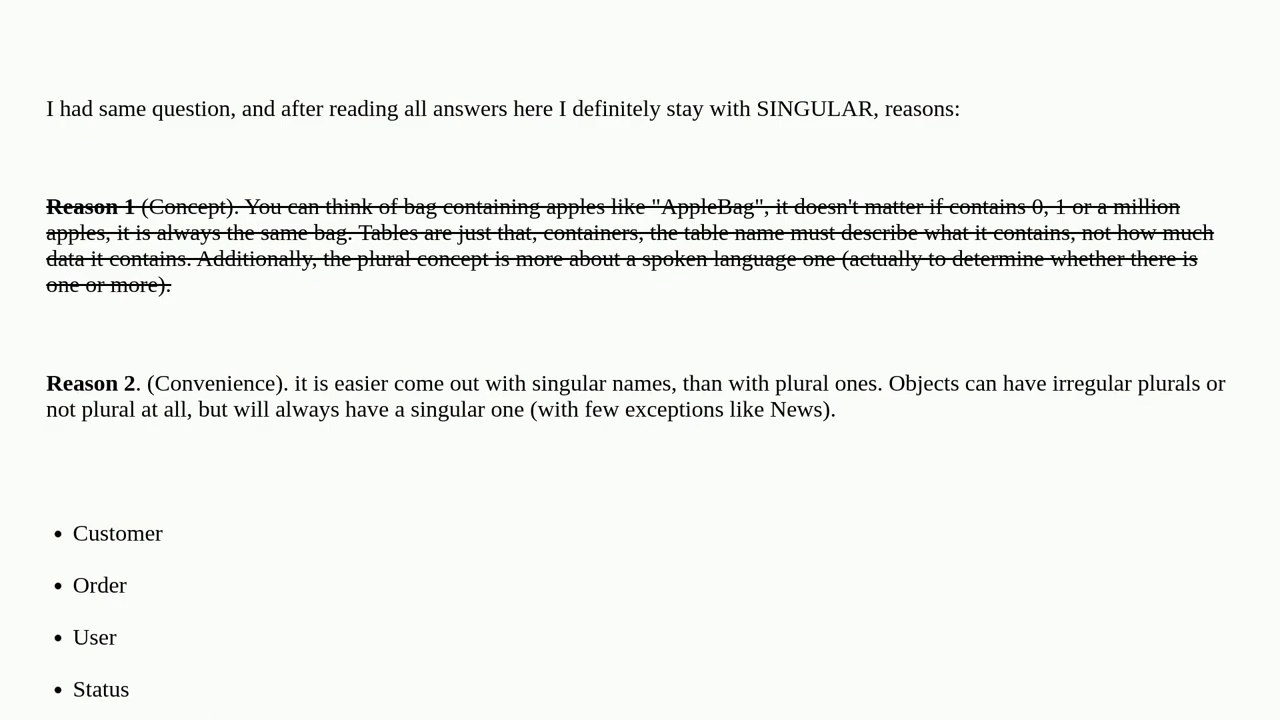 I had same question, and after reading all answers here I definitely stay with SINGULAR, reasons:
Reason 1 (Concept). You can think of bag containing apples like "AppleBag", it doesn't matter if contains 0, 1 or a million
apples, it is always the same bag. Tables are just that, containers, the table name must describe what it contains, not how much
data it contains. Additionally, the plural concept is more about a spoken language one (actually to determine whether there is
one or more).
Reason 2. (Convenience). it is easier come out with singular names, than with plural ones. Objects can have irregular plurals or
not plural at all, but will always have a singular one (with few exceptions like News).
• Customer
• Order
• User
• Status